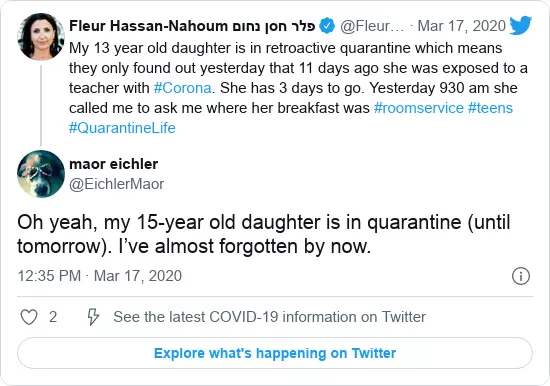 Fleur Hassan-Nahoum פלר חסן נחום @Fleur… · Mar 17, 2020
My 13 year old daughter is in retroactive quarantine which means
they only found out yesterday that 11 days ago she was exposed to a
teacher with #Corona. She has 3 days to go. Yesterday 930 am she
called me to ask me where her breakfast was #roomservice #teens
#QuarantineLife
maor eichler
@EichlerMaor
Oh yeah, my 15-year old daughter is in quarantine (until
tomorrow). I’ve almost forgotten by now.
12:35 PM · Mar 17, 2020
2 See the latest COVID-19 information on Twitter
Explore what's happening on Twitter